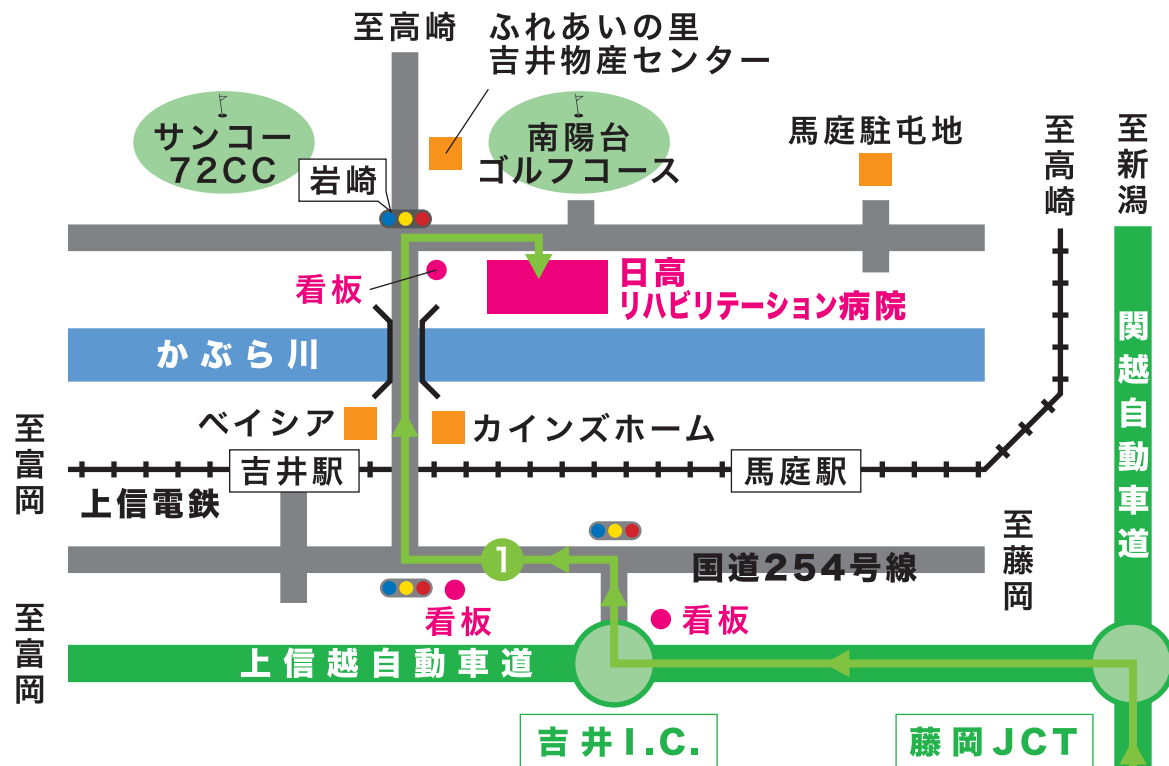 至高崎
ふれあいの里
吉井物産センター
サンコー
72CC
南陽台
ゴルフコース
馬庭駐屯地
至高崎
至新潟
岩崎
看板
日高
リハビリテーション病院
かぶら川
関越自動車道
ベイシア
カインズホーム
至富岡
吉井駅
馬庭駅
上信電鉄
至藤岡
1
国道254号線
看板
看板
至富岡
上信越自動車道
吉井I.C.
藤岡JCT